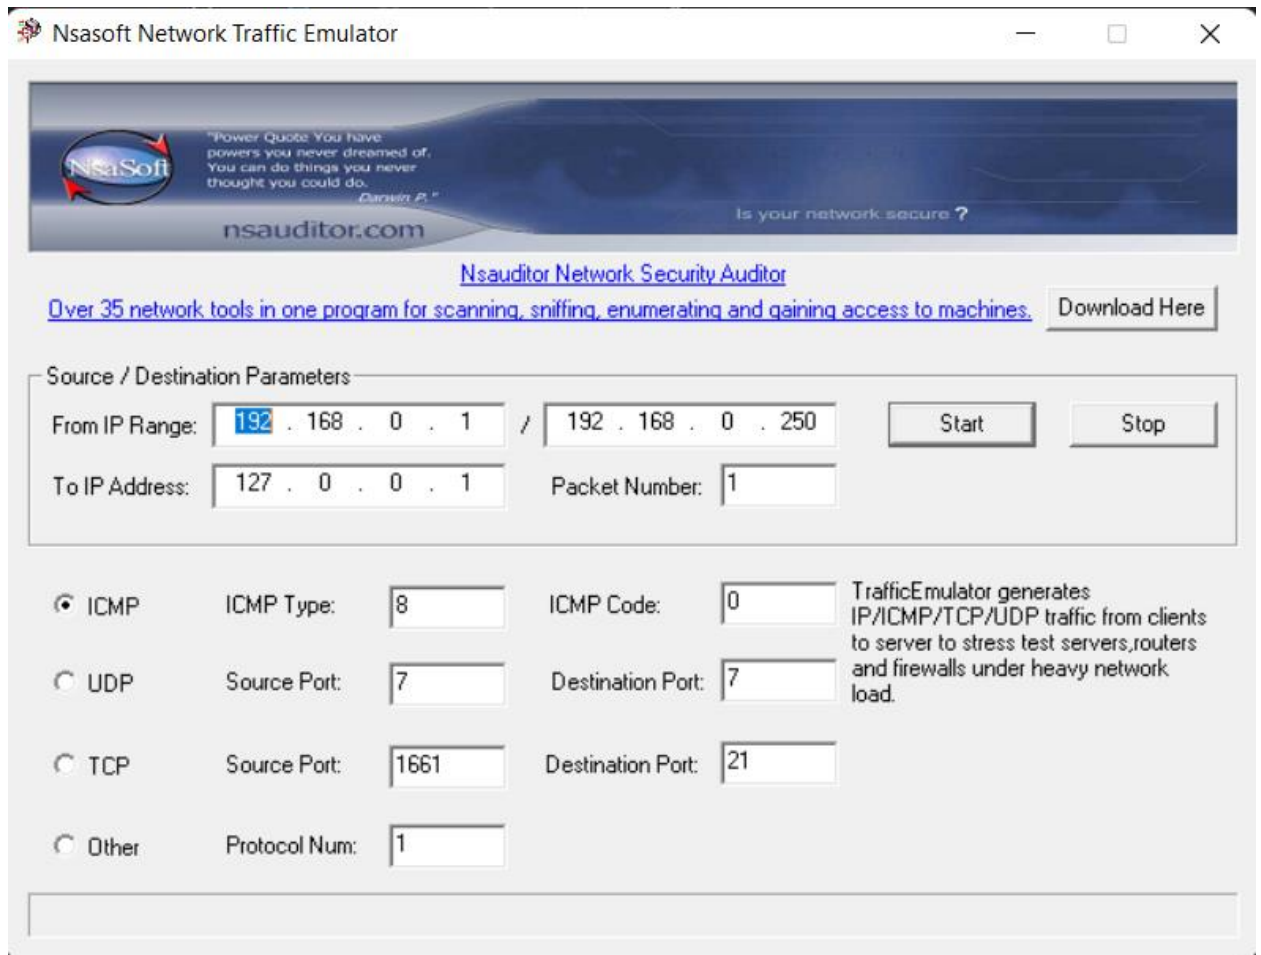 Nsasoft Network Traffic Emulator
NsaSoft
"Power Quote You have
powers you never dreamed of.
You can do things you never
thought you could do.
Darwin P."
nsauditor.com
Is your network secure ?
Nsauditor Network Security Auditor
Over 35 network tools in one program for scanning, sniffing, enumerating and gaining access to machines.
Download Here
Source / Destination Parameters
From IP Range: 192 . 168 . 0 . 1 / 192 . 168 . 0 . 250 Start Stop
To IP Address: 127 . 0 . 0 . 1 Packet Number: 1
ICMP ICMP Type: 8 ICMP Code: 0
UDP Source Port: 7 Destination Port: 7
TCP Source Port: 1661 Destination Port: 21
Other Protocol Num: 1
TrafficEmulator generates
IP/ICMP/TCP/UDP traffic from clients
to server to stress test servers,routers
and firewalls under heavy network
load.